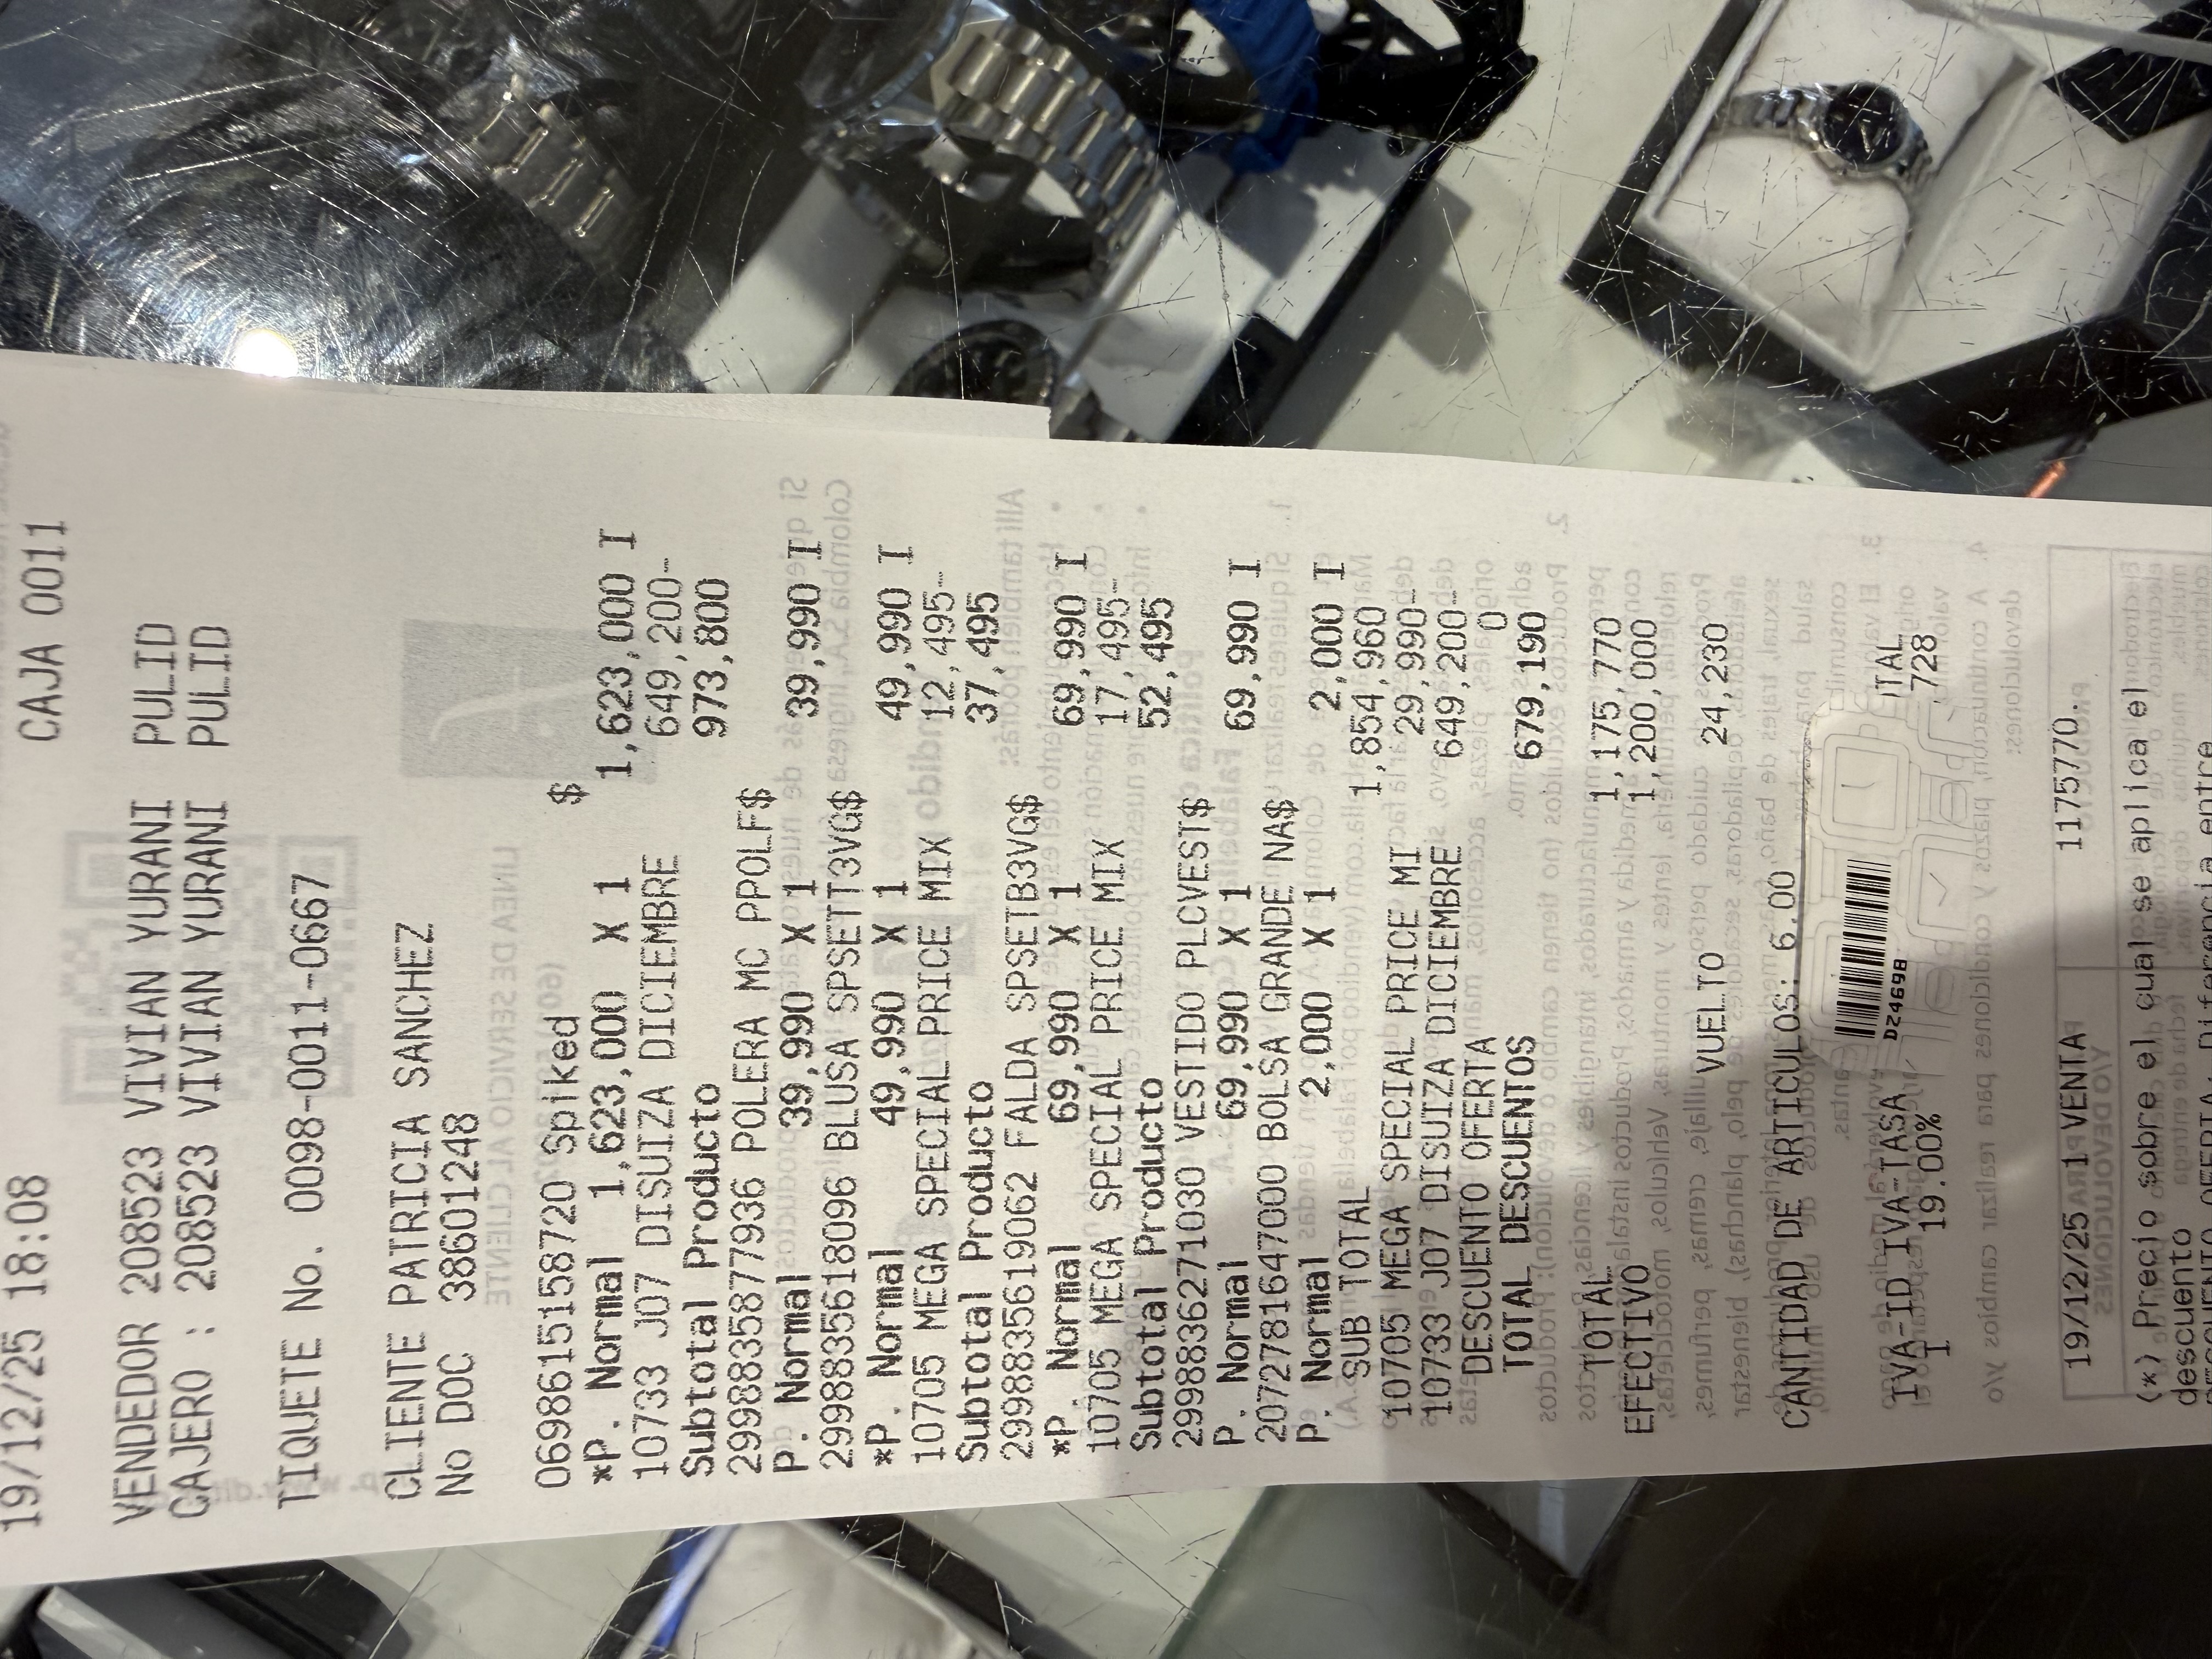 19/12/25 18:08 CAJA 0011
VENDEDOR 208523 VIVIAN YURANI PULID
CAJERO : 208523 VIVIAN YURANI PULID
TIQUETE No. 0098-0011-0667
CLIENTE PATRICIA SANCHEZ
No DOC 38601248
0698615158720 Spiked $
*P. Normal 1,623,000 X 1 1,623,000 I
10733 J07 DISUIZA DICIEMBRE 649,200-
Subtotal Producto 973,800
2998835877936 POLERA MC PPOLF$
P. Normal 39,990 X 1 39,990 I
2998835618096 BLUSA SPSETT3VG$
*P. Normal 49,990 X 1 49,990 I
10705 MEGA SPECIAL PRICE MIX 12,495-
Subtotal Producto 37,495
2998835619062 FALDA SPSETB3VG$
*P. Normal 69,990 X 1 69,990 I
10705 MEGA SPECIAL PRICE MIX 17,495-
Subtotal Producto 52,495
2998836271030 VESTIDO PLCVEST$
P. Normal 69,990 X 1 69,990 I
2072781647000 BOLSA GRANDE NA$
P. Normal 2,000 X 1 2,000 I
SUB TOTAL 1,854,960
10705 MEGA SPECIAL PRICE MI 29,990-
10733 J07 DISUIZA DICIEMBRE 649,200-
DESCUENTO OFERTA 0
TOTAL DESCUENTOS 679,190
TOTAL 1,175,770
EFECTIVO 1,200,000
VUELTO 24,230
CANTIDAD DE ARTICULOS: 6.00
IVA-ID IVA-TASA
I 19.00% ,728
D24698
19/12/25 1 VENTA 1175770.
(*) Precio sobre el cual se aplica el
descuento